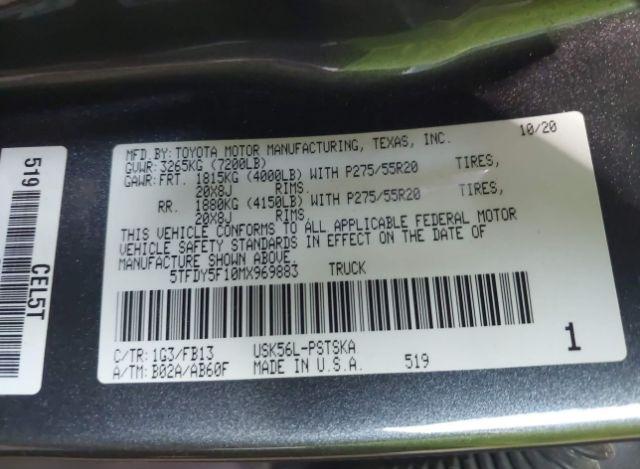 10/20
MFD. BY: TOYOTA MOTOR MANUFACTURING, TEXAS, INC.
GVWR: 3265KG (7200LB)
GAWR: FRT. 1815KG (4000LB) WITH P275/55R20 TIRES,
20X8J RIMS.
RR. 1880KG (4150LB) WITH P275/55R20 TIRES,
20X8J RIMS.
THIS VEHICLE CONFORMS TO ALL APPLICABLE FEDERAL MOTOR
VEHICLE SAFETY STANDARDS IN EFFECT ON THE DATE OF
MANUFACTURE SHOWN ABOVE.
5TFDY5F10MX969883 TRUCK
C/TR: 1G3/FB13 USK56L-PSTSKA 1
A/TM: B02A/AB60F MADE IN U.S.A. 519
519
CEL5T